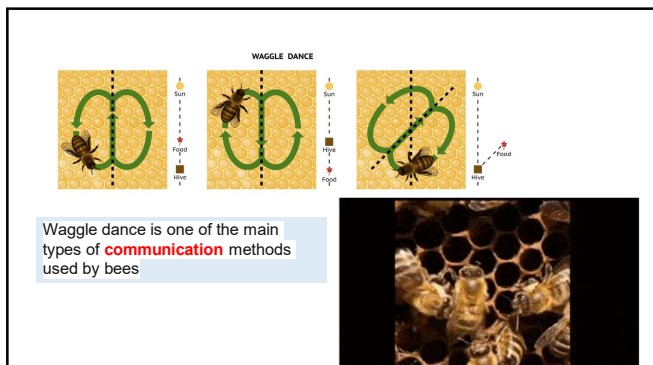 WAGGLE DANCE
Sun
Food
Hive
Sun
Hive
Food
Sun
Food
Hive
Waggle dance is one of the main
types of communication methods
used by bees